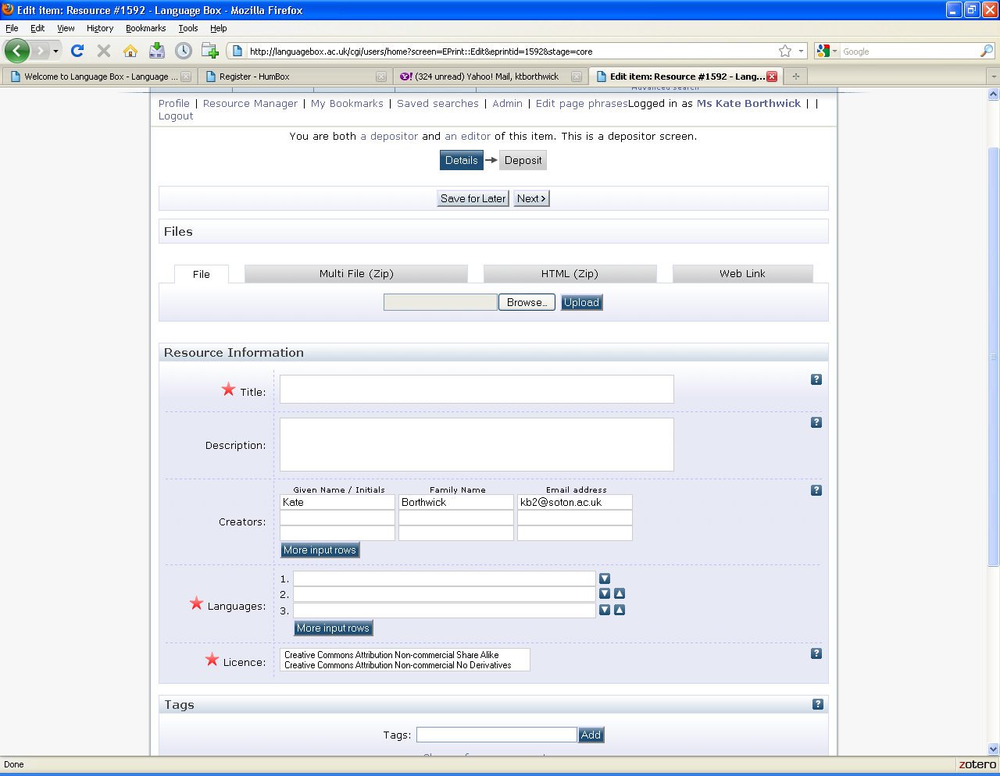 Edit item: Resource #1592 - Language Box - Mozilla Firefox
File Edit View History Bookmarks Tools Help
http://languagebox.ac.uk/cgi/users/home?screen=EPrint::Edit&eprintid=1592&stage=core
Google
Welcome to Language Box - Language ...
Register - HumBox
Y! (324 unread) Yahoo! Mail, ktborthwick
Edit item: Resource #1592 - Lang...
Advanced search
Profile | Resource Manager | My Bookmarks | Saved searches | Admin | Edit page phrasesLogged in as Ms Kate Borthwick | |
Logout
You are both a depositor and an editor of this item. This is a depositor screen.
Details Deposit
Save for Later Next >
Files
File Multi File (Zip) HTML (Zip) Web Link
Browse... Upload
Resource Information
Title: ?
Description: ?
Given Name / Initials Family Name Email address ?
Kate Borthwick kb2@soton.ac.uk
Creators:
More input rows
1.
2.
3.
Languages:
More input rows
Licence: ?
Creative Commons Attribution Non-commercial Share Alike
Creative Commons Attribution Non-commercial No Derivatives
Tags ?
Tags: Add
Done zotero